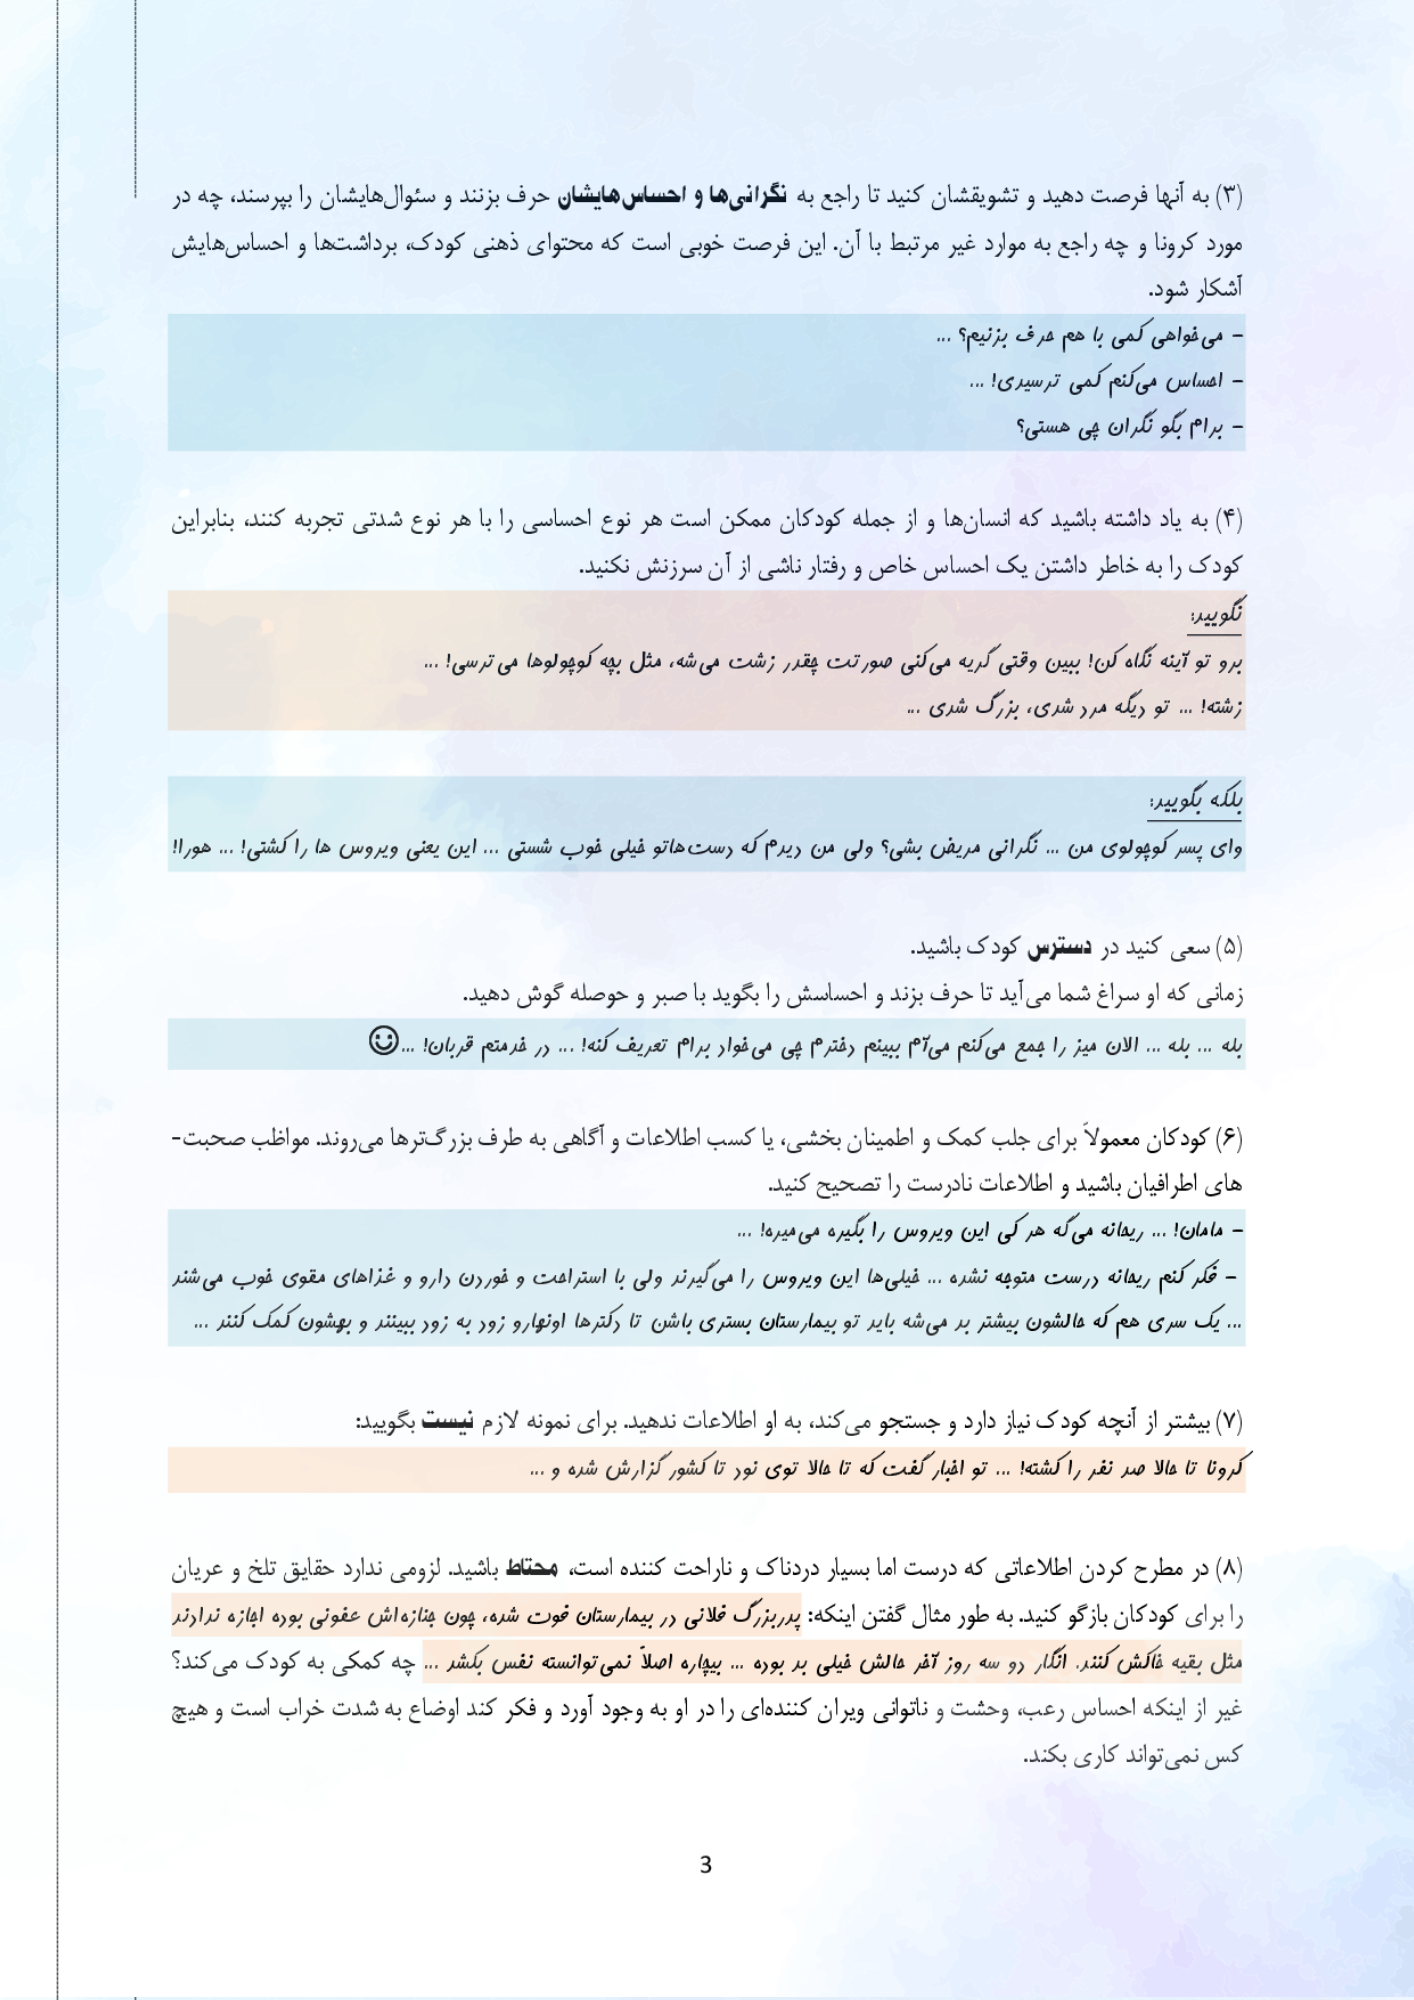 (۳) به آنها فرصت دهید و تشویقشان کنید تا راجع به نگرانی‌ها و احساس‌هایشان حرف بزنند و سئوال‌هایشان را بپرسند، چه در
مورد کرونا و چه راجع به موارد غیر مرتبط با آن. این فرصت خوبی است که محتوای ذهنی کودک، برداشت‌ها و احساس‌هایش
آشکار شود.
- می‌خواهی کمی با هم حرف بزنیم؟ ...
- احساس می‌کنم کمی ترسیدی! ...
- برام بگو نگران چی هستی؟
(۴) به یاد داشته باشید که انسان‌ها و از جمله کودکان ممکن است هر نوع احساسی را با هر نوع شدتی تجربه کنند، بنابراین
کودک را به خاطر داشتن یک احساس خاص و رفتار ناشی از آن سرزنش نکنید.
نگویید:
برو تو آینه نگاه کن! ببین وقتی گریه می‌کنی صورتت چقدر زشت می‌شه، مثل بچه کوچولوها می‌ترسی! ...
زشته! ... تو دیگه مرد شدی، بزرگ شدی ...
بلکه بگویید:
وای پسر کوچولوی من ... نگرانی مریض بشی؟ ولی من دیدم که دست‌هاتو خیلی خوب شستی ... این یعنی ویروس ها را کشتی! ... هورا!!
(۵) سعی کنید در دسترس کودک باشید.
زمانی که او سراغ شما می‌آید تا حرف بزند و احساسش را بگوید با صبر و حوصله گوش دهید.
بله ... بله ... الان میز را جمع می‌کنم می‌آم ببینم دخترم چی می‌خواد برام تعریف کنه! ... در خدمتم قربان! ...☺
(۶) کودکان معمولاً برای جلب کمک و اطمینان بخشی، یا کسب اطلاعات و آگاهی به طرف بزرگ‌ترها می‌روند. مواظب صحبت-
های اطرافیان باشید و اطلاعات نادرست را تصحیح کنید.
- مامان! ... ریحانه می‌گه هر کی این ویروس را بگیره می‌میره! ...
- فکر کنم ریحانه درست متوجه نشده ... خیلی‌ها این ویروس را می‌گیرند ولی با استراحت و خوردن دارو و غذاهای مقوی خوب می‌شند
... یک سری هم که حالشون بیشتر بد می‌شه باید تو بیمارستان بستری باشن تا دکترها اونهارو زود به زود ببینند و بهشون کمک کنند ...
(۷) بیشتر از آنچه کودک نیاز دارد و جستجو می‌کند، به او اطلاعات ندهید. برای نمونه لازم نیست بگویید:
کرونا تا حالا صد نفر را کشته! ... تو اخبار گفت که تا حالا توی نود تا کشور گزارش شده و ...
(۸) در مطرح کردن اطلاعاتی که درست اما بسیار دردناک و ناراحت کننده است، محتاط باشید. لزومی ندارد حقایق تلخ و عریان
را برای کودکان بازگو کنید. به طور مثال گفتن اینکه: پدربزرگ فلانی در بیمارستان فوت شده، چون جنازه‌اش عفونی بوده اجازه ندادند
مثل بقیه خاکش کنند. انگار دو سه روز آخر حالش خیلی بد بوده ... بیچاره اصلاً نمی‌توانسته نفس بکشد ... چه کمکی به کودک می‌کند؟
غیر از اینکه احساس رعب، وحشت و ناتوانی ویران کننده‌ای را در او به وجود آورد و فکر کند اوضاع به شدت خراب است و هیچ
کس نمی‌تواند کاری بکند.
3